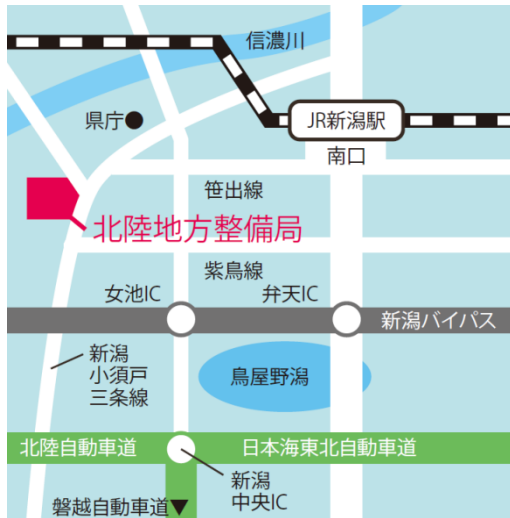 信濃川
県庁
JR新潟駅
南口
笹出線
北陸地方整備局
紫鳥線
女池IC
弁天IC
新潟バイパス
新潟
小須戸
三条線
鳥屋野潟
北陸自動車道
日本海東北自動車道
新潟
中央IC
磐越自動車道▼